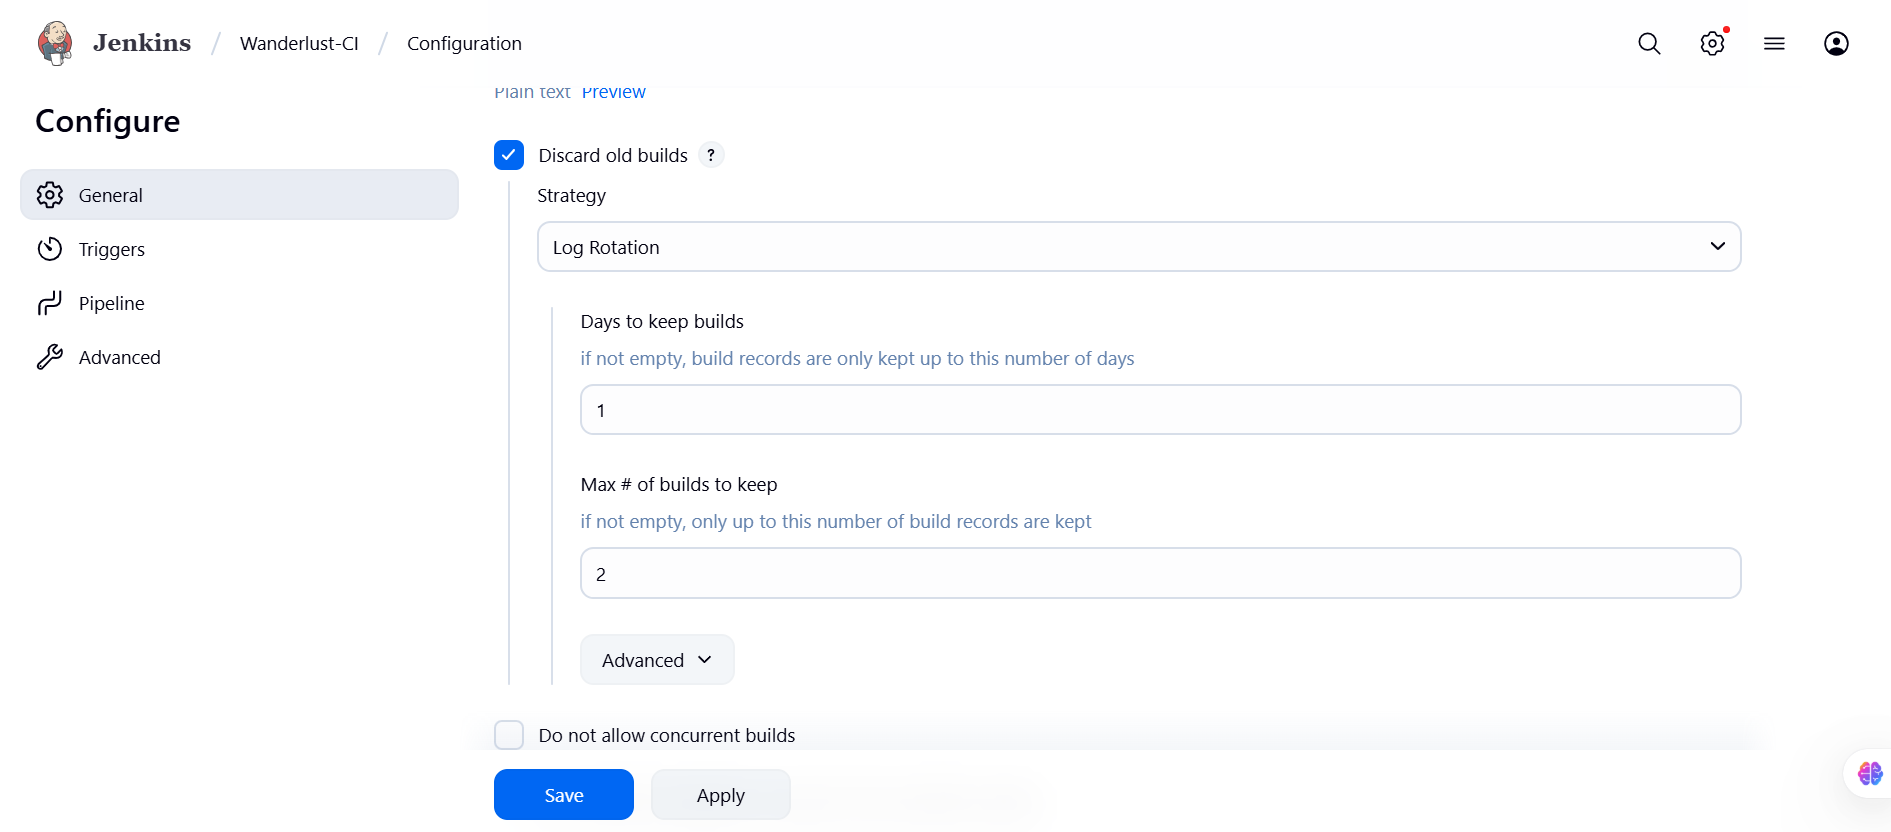 Jenkins / Wanderlust-CI / Configuration
Configure
General
Triggers
Pipeline
Advanced
Plain text Preview
Discard old builds ?
Strategy
Log Rotation
Days to keep builds
if not empty, build records are only kept up to this number of days
1
Max # of builds to keep
if not empty, only up to this number of build records are kept
2
Advanced
Do not allow concurrent builds
Save Apply